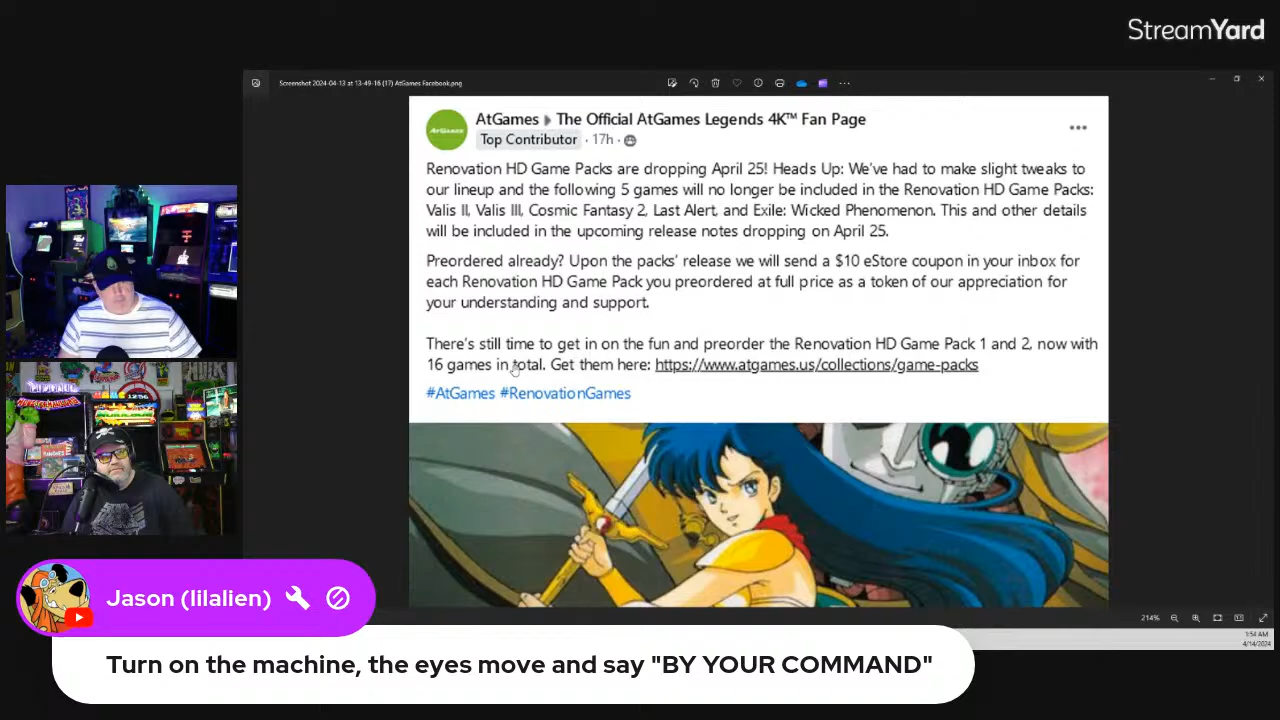 StreamYard
Screenshot 2024-04-13 at 13-49-16 (17) AtGames Facebook.png
AtGames
AtGames ▶ The Official AtGames Legends 4K™ Fan Page
Top Contributor · 17h ·
Renovation HD Game Packs are dropping April 25! Heads Up: We've had to make slight tweaks to
our lineup and the following 5 games will no longer be included in the Renovation HD Game Packs:
Valis II, Valis III, Cosmic Fantasy 2, Last Alert, and Exile: Wicked Phenomenon. This and other details
will be included in the upcoming release notes dropping on April 25.
Preordered already? Upon the packs' release we will send a $10 eStore coupon in your inbox for
each Renovation HD Game Pack you preordered at full price as a token of our appreciation for
your understanding and support.
There's still time to get in on the fun and preorder the Renovation HD Game Pack 1 and 2, now with
16 games in total. Get them here: https://www.atgames.us/collections/game-packs
#AtGames #RenovationGames
214%
1:54 AM
4/14/2024
Jason (lilalien)
Turn on the machine, the eyes move and say "BY YOUR COMMAND"